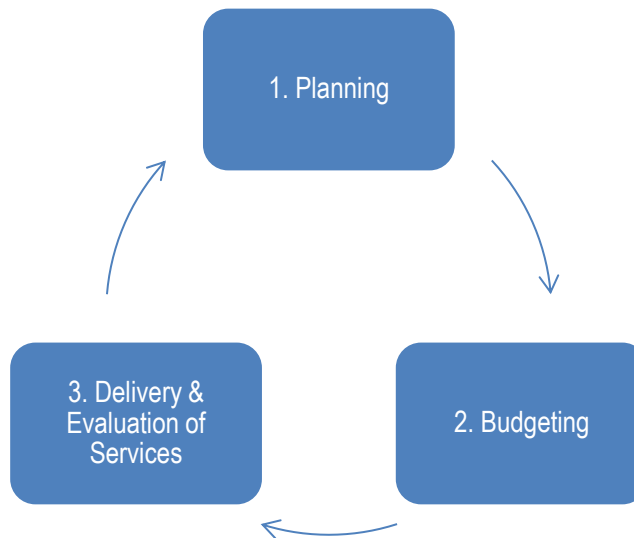 1. Planning
2. Budgeting
3. Delivery &
Evaluation of
Services